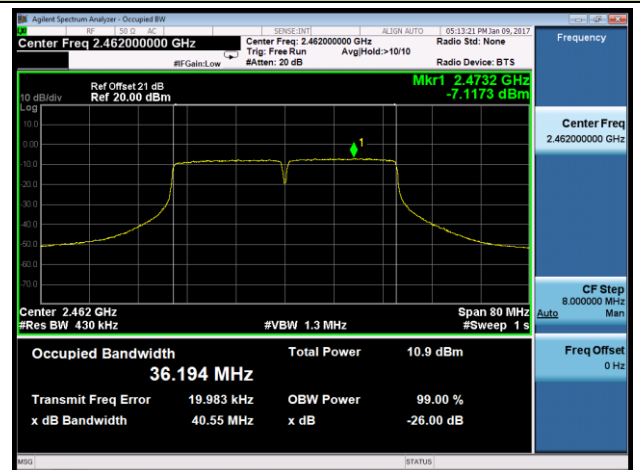 Agilent Spectrum Analyzer - Occupied BW
RF 50 Ω AC SENSE:INT ALIGN AUTO 05:13:21 PM Jan 09, 2017
Center Freq 2.462000000 GHz Center Freq: 2.462000000 GHz Radio Std: None
Trig: Free Run Avg|Hold:>10/10
#IFGain:Low #Atten: 20 dB Radio Device: BTS
Frequency
Mkr1 2.4732 GHz
-7.1173 dBm
Ref Offset 21 dB
10 dB/div Ref 20.00 dBm
Log
10.0
0.00
-10.0
-20.0
-30.0
-40.0
-50.0
-60.0
-70.0
1
Center Freq
2.462000000 GHz
CF Step
8.000000 MHz
Auto Man
Freq Offset
0 Hz
Center 2.462 GHz Span 80 MHz
#Res BW 430 kHz #VBW 1.3 MHz #Sweep 1 s
Occupied Bandwidth Total Power 10.9 dBm
36.194 MHz
Transmit Freq Error 19.983 kHz OBW Power 99.00 %
x dB Bandwidth 40.55 MHz x dB -26.00 dB
MSG STATUS